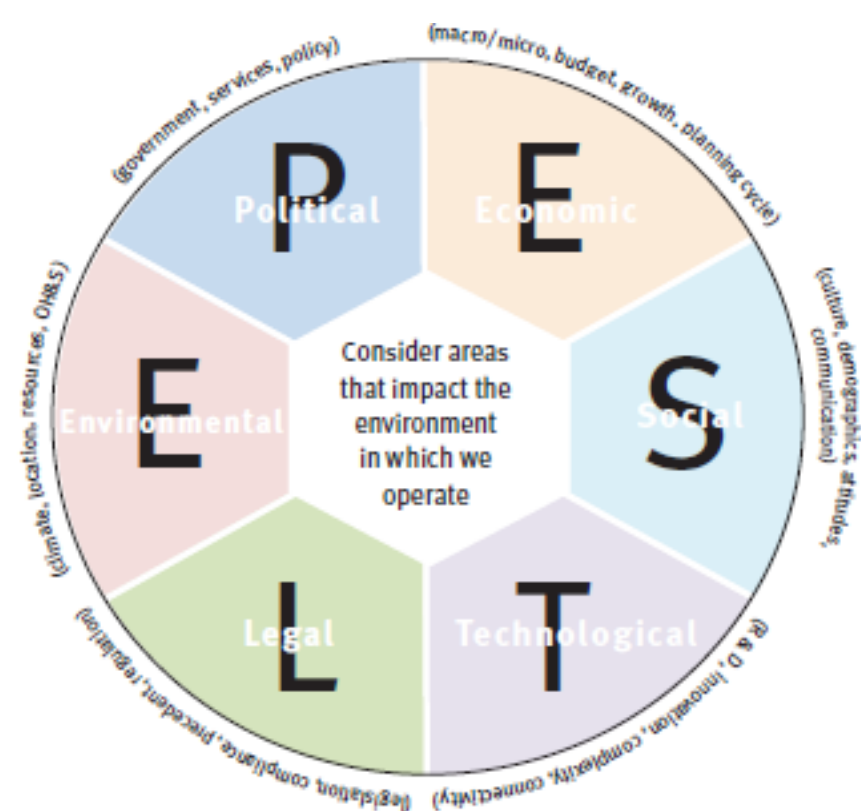 (government, services, policy)
(macro/micro, budget, growth, planning cycle)
P
Political
E
Economic
(culture, demographics, attitudes,
communication)
S
Social
(R & D, innovation, complexity, connectivity)
T
Technological
(legislation, compliance, Precedent, regulation)
L
Legal
(climate, location, resources, OH&S)
E
Environmental
Consider areas
that impact the
environment
in which we
operate